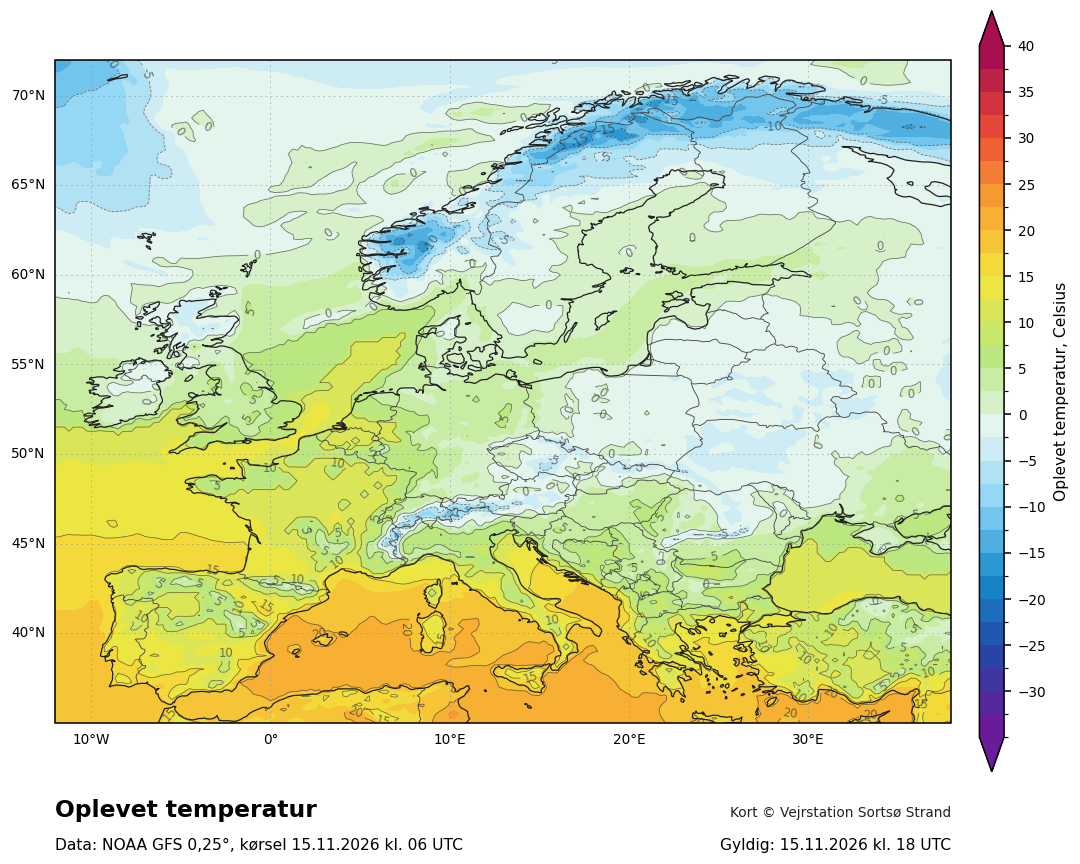 70°N
65°N
60°N
55°N
50°N
45°N
40°N
10°W
0°
10°E
20°E
30°E
40
35
30
25
20
15
10
5
0
−5
−10
−15
−20
−25
−30
Oplevet temperatur, Celsius
Oplevet temperatur
Kort © Vejrstation Sortsø Strand
Data: NOAA GFS 0,25°, kørsel 15.11.2026 kl. 06 UTC
Gyldig: 15.11.2026 kl. 18 UTC